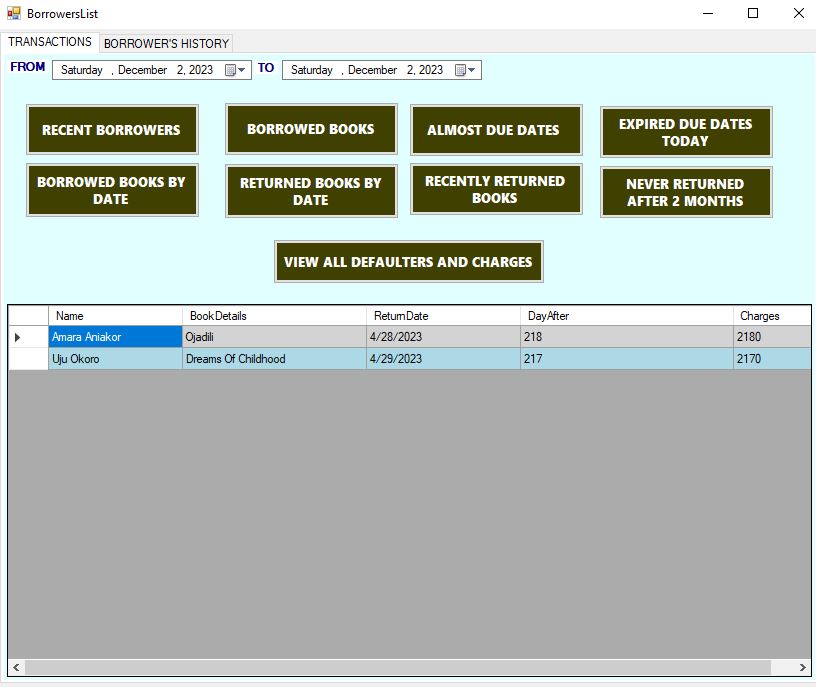 BorrowersList
TRANSACTIONS BORROWER'S HISTORY
FROM Saturday , December 2, 2023 TO Saturday , December 2, 2023
RECENT BORROWERS
BORROWED BOOKS
ALMOST DUE DATES
EXPIRED DUE DATES
TODAY
BORROWED BOOKS BY
DATE
RETURNED BOOKS BY
DATE
RECENTLY RETURNED
BOOKS
NEVER RETURNED
AFTER 2 MONTHS
VIEW ALL DEFAULTERS AND CHARGES
Name BookDetails ReturnDate DayAfter Charges
Amara Aniakor Ojadili 4/28/2023 218 2180
Uju Okoro Dreams Of Childhood 4/29/2023 217 2170